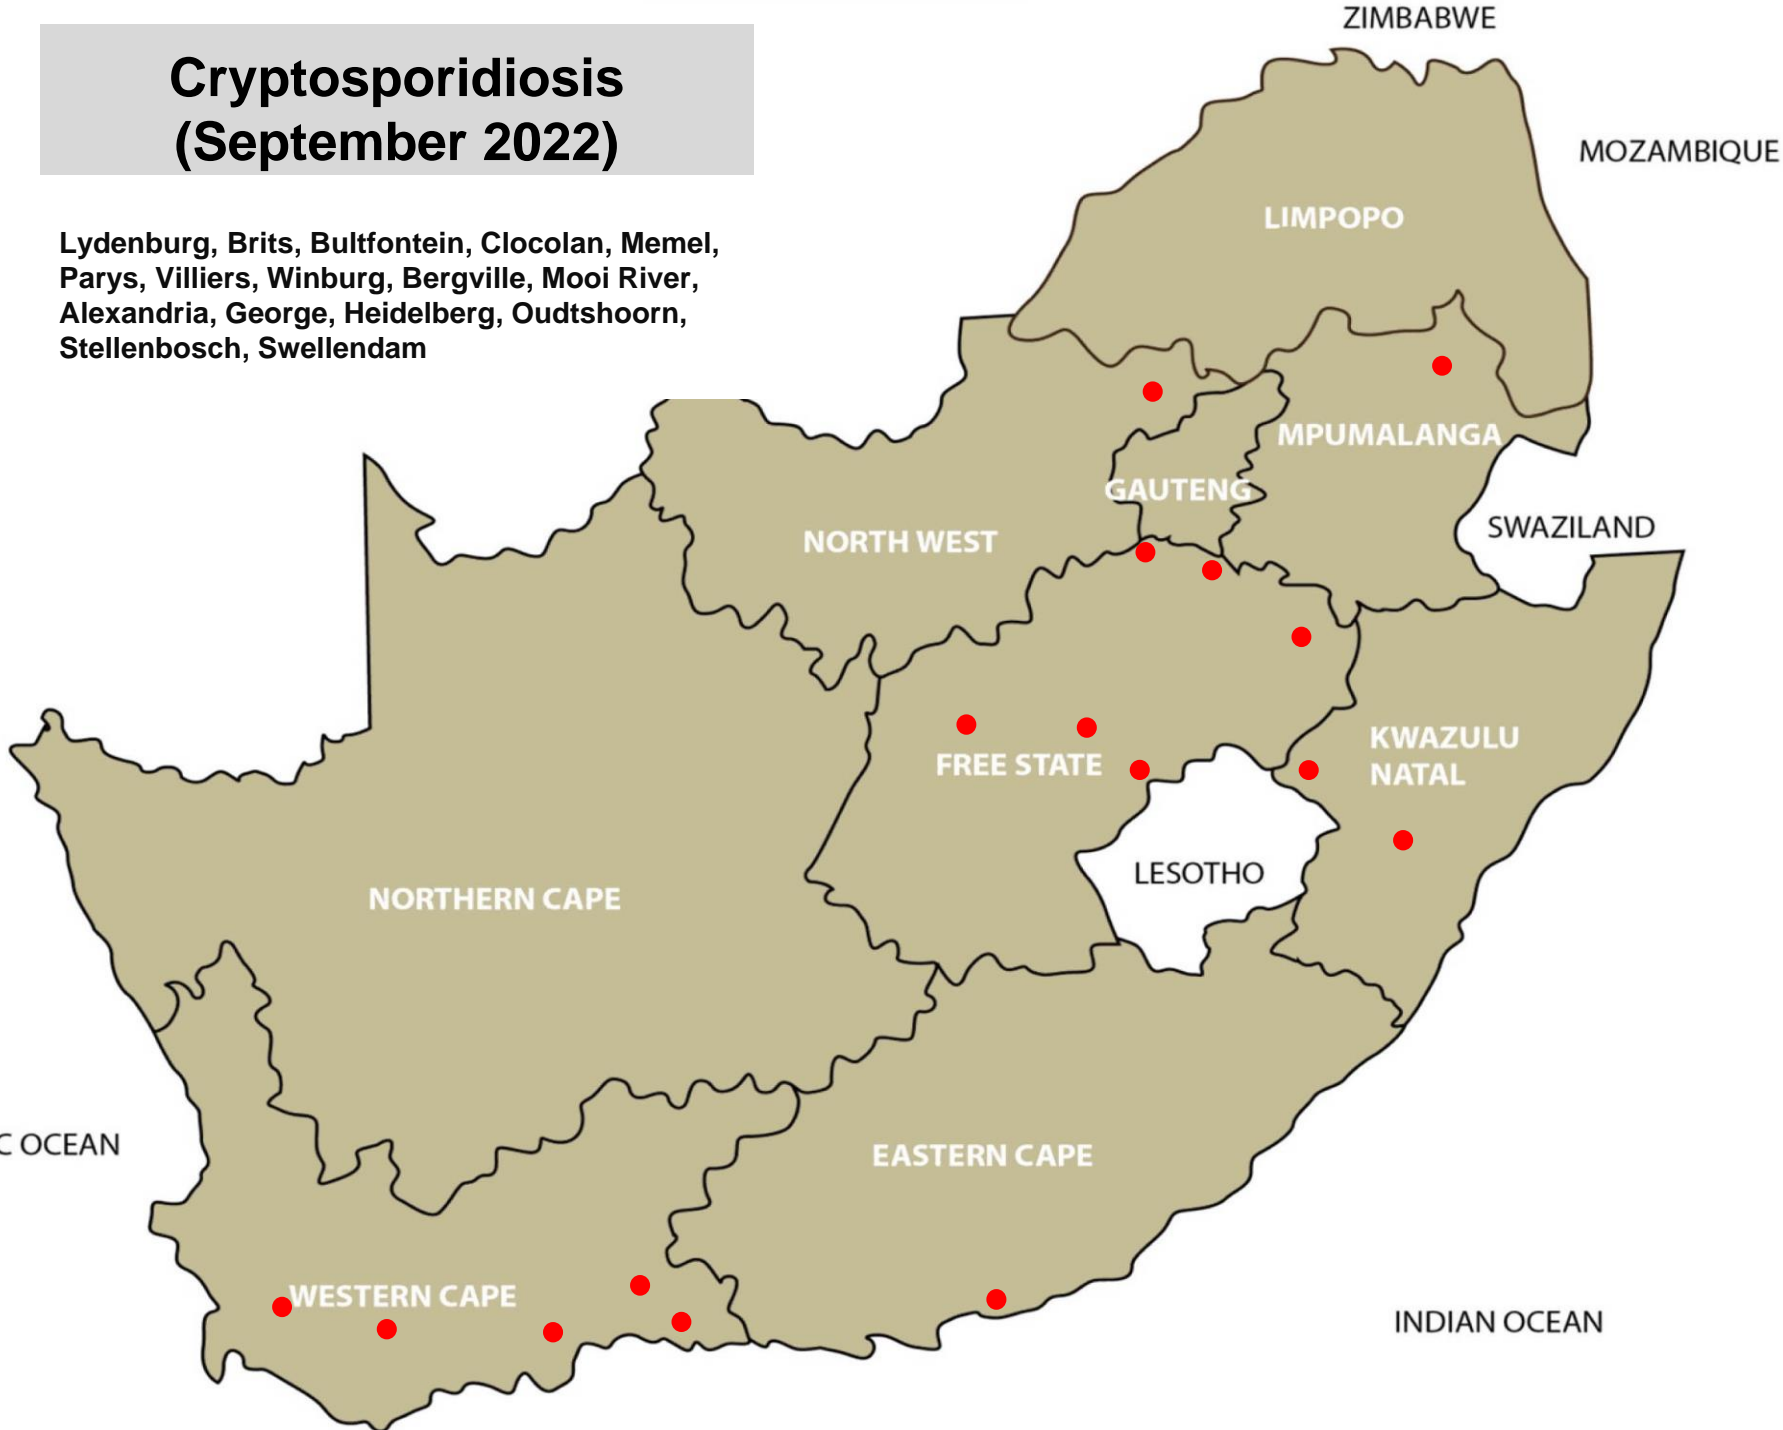 ZIMBABWE
Cryptosporidiosis
(September 2022)
MOZAMBIQUE
LIMPOPO
Lydenburg, Brits, Bultfontein, Clocolan, Memel,
Parys, Villiers, Winburg, Bergville, Mooi River,
Alexandria, George, Heidelberg, Oudtshoorn,
Stellenbosch, Swellendam
MPUMALANGA
GAUTENG
SWAZILAND
NORTH WEST
KWAZULU
NATAL
FREE STATE
LESOTHO
NORTHERN CAPE
C OCEAN
EASTERN CAPE
WESTERN CAPE
INDIAN OCEAN